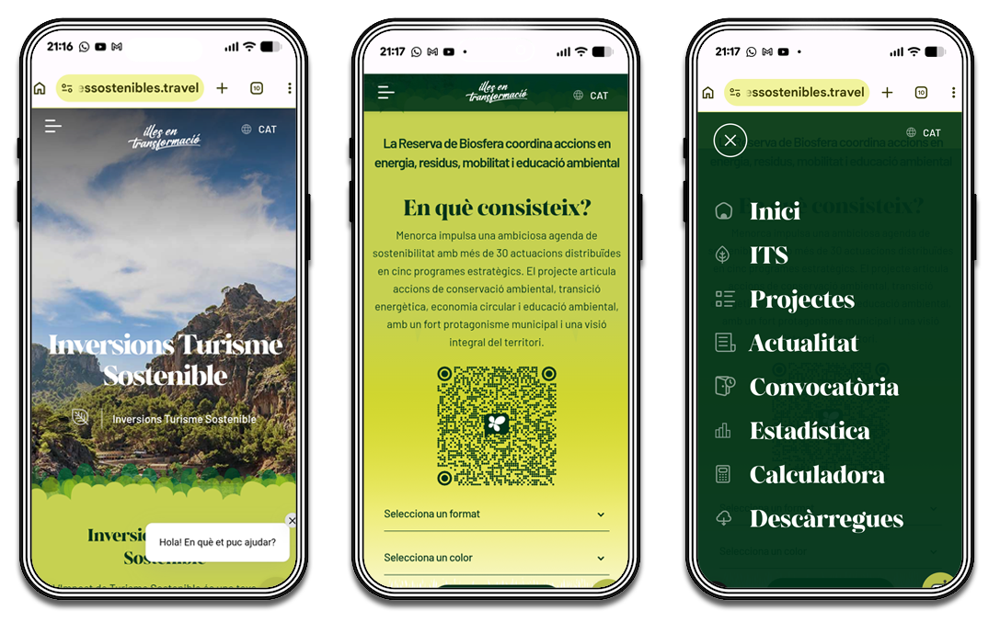 21:16
essostenibles.travel
10
illes en
transformació
CAT
Inversions Turisme
Sostenible
Inversions Turisme Sostenible
Hola! En què et puc ajudar?
21:17
essostenibles.travel
10
illes en
transformació
CAT
La Reserva de Biosfera coordina accions en
energia, residus, mobilitat i educació ambiental
En què consisteix?
Menorca impulsa una ambiciosa agenda de
sostenibilitat amb més de 30 actuacions distribuïdes
en cinc programes estratègics. El projecte articula
accions de conservació ambiental, transició
energètica, economia circular i educació ambiental,
amb un fort protagonisme municipal i una visió
integral del territori.
Selecciona un format
Selecciona un color
21:17
essostenibles.travel
10
CAT
Inici
ITS
Projectes
Actualitat
Convocatòria
Estadística
Calculadora
Descàrregues